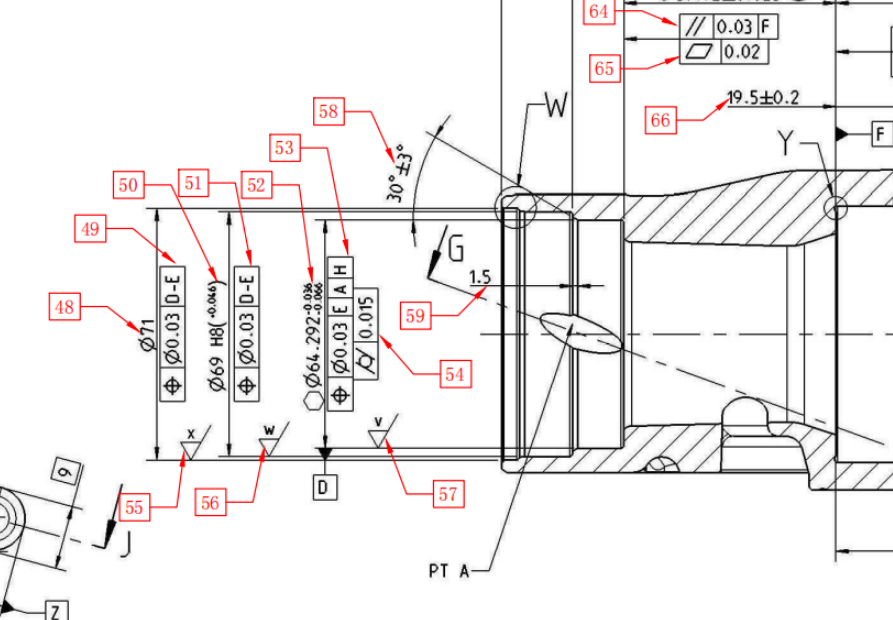 64
// 0.03 F
65
0.02
19.5±0.2
66
F
58
W
Y
53
30°±3°
50
51
52
49
G
1.5
48
Ø71
⌖ Ø0.03 D-E
Ø69 H8(+0.046)
⌖ Ø0.03 D-E
Ø64.292-0.036
-0.066
⌖ Ø0.03 E A H
⌭ 0.015
59
54
x
w
v
D
9
55
56
57
J
PT A
Z